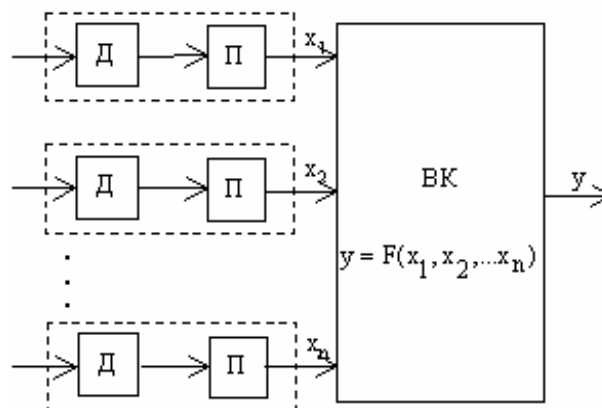 Д П x₁
Д П x₂
ВК
y
y = F(x₁, x₂,...xₙ)
Д П xₙ